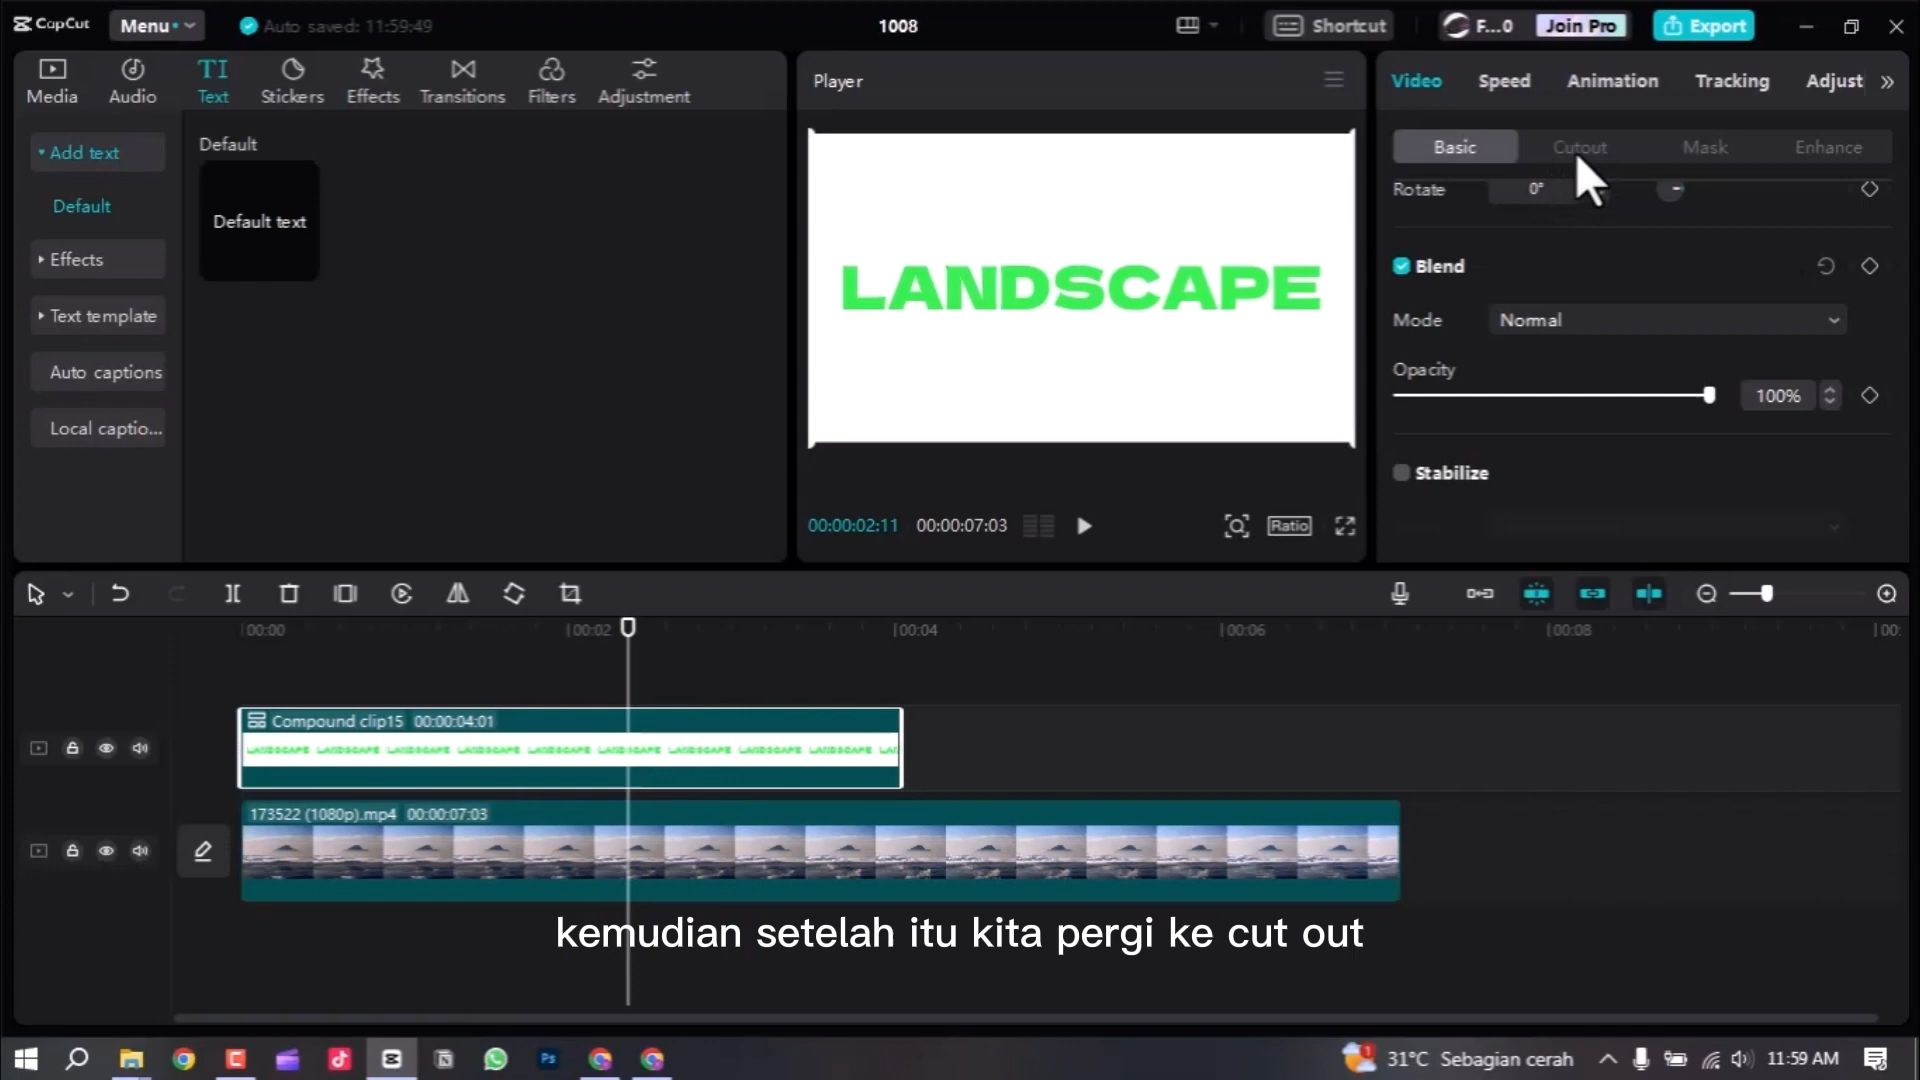 CapCut
Menu
Auto saved: 11:59:49
1008
Shortcut
F...0
Join Pro
Export
Media
Audio
TI
Text
Stickers
Effects
Transitions
Filters
Adjustment
Add text
Default
Effects
Text template
Auto captions
Local captio...
Default
Default text
Player
LANDSCAPE
00:00:02:11
00:00:07:03
Ratio
Video
Speed
Animation
Tracking
Adjust
Basic
Cutout
Mask
Enhance
Rotate
0°
Blend
Mode
Normal
Opacity
100%
Stabilize
00:00
00:02
00:04
00:06
00:08
00:
Compound clip15 00:00:04:01
LANDSCAPE LANDSCAPE LANDSCAPE LANDSCAPE LANDSCAPE LANDSCAPE LANDSCAPE LANDSCAPE LANDSCAPE LAN
173522 (1080p).mp4 00:00:07:03
kemudian setelah itu kita pergi ke cut out
Ps
1
31°C Sebagian cerah
11:59 AM